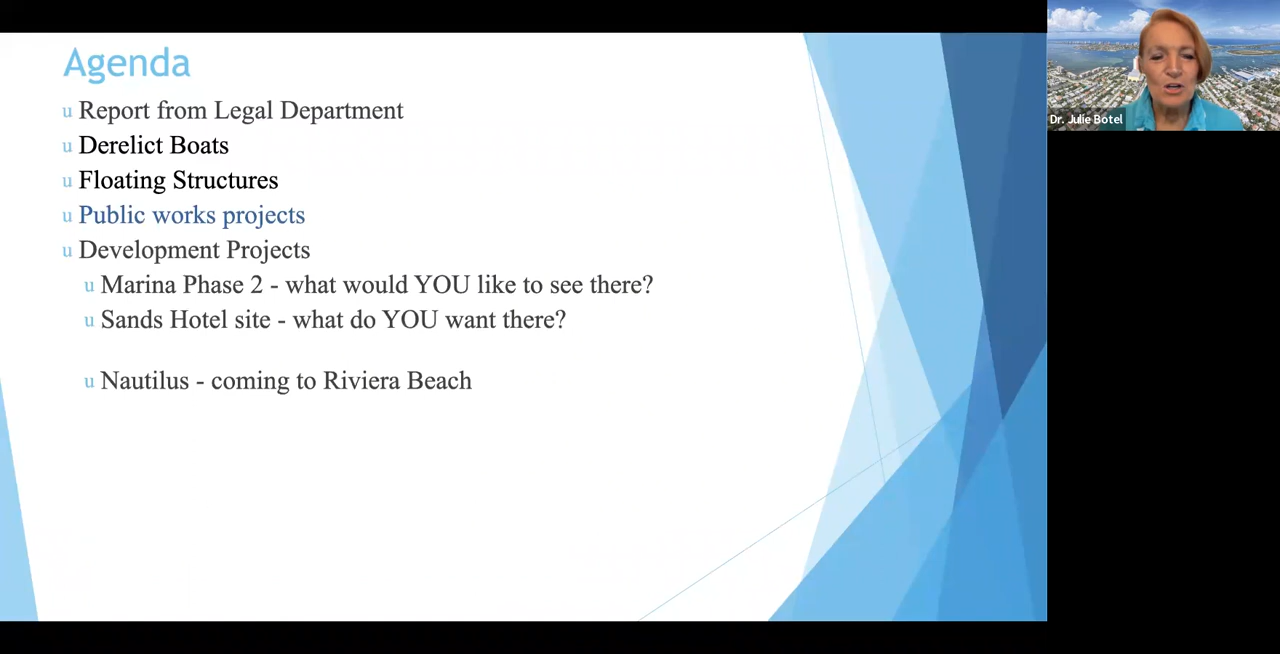 Agenda
u Report from Legal Department
u Derelict Boats
u Floating Structures
u Public works projects
u Development Projects
u Marina Phase 2 - what would YOU like to see there?
u Sands Hotel site - what do YOU want there?
u Nautilus - coming to Riviera Beach
Dr. Julie Botel